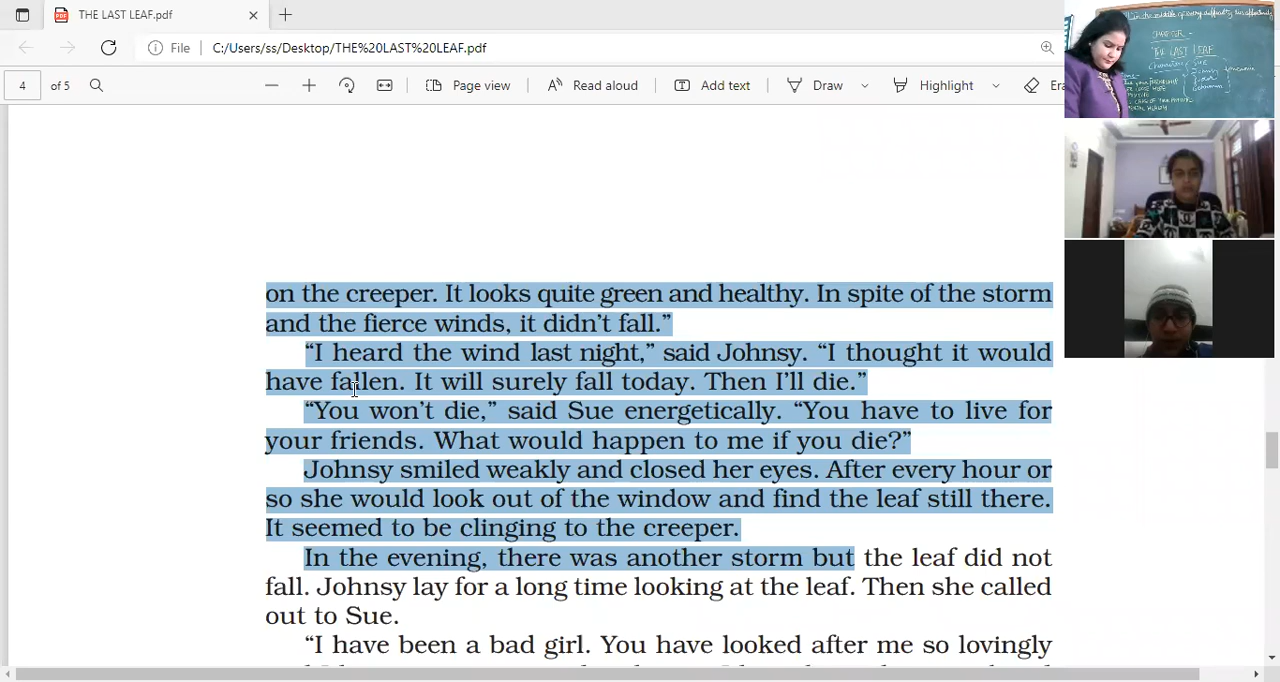 THE LAST LEAF.pdf
File
C:/Users/ss/Desktop/THE%20LAST%20LEAF.pdf
4 of 5
Page view
Read aloud
Add text
Draw
Highlight
Era
THE LAST LEAF
on the creeper. It looks quite green and healthy. In spite of the storm
and the fierce winds, it didn't fall.”
“I heard the wind last night,” said Johnsy. “I thought it would
have fallen. It will surely fall today. Then I'll die.”
“You won't die,” said Sue energetically. “You have to live for
your friends. What would happen to me if you die?”
Johnsy smiled weakly and closed her eyes. After every hour or
so she would look out of the window and find the leaf still there.
It seemed to be clinging to the creeper.
In the evening, there was another storm but the leaf did not
fall. Johnsy lay for a long time looking at the leaf. Then she called
out to Sue.
“I have been a bad girl. You have looked after me so lovingly